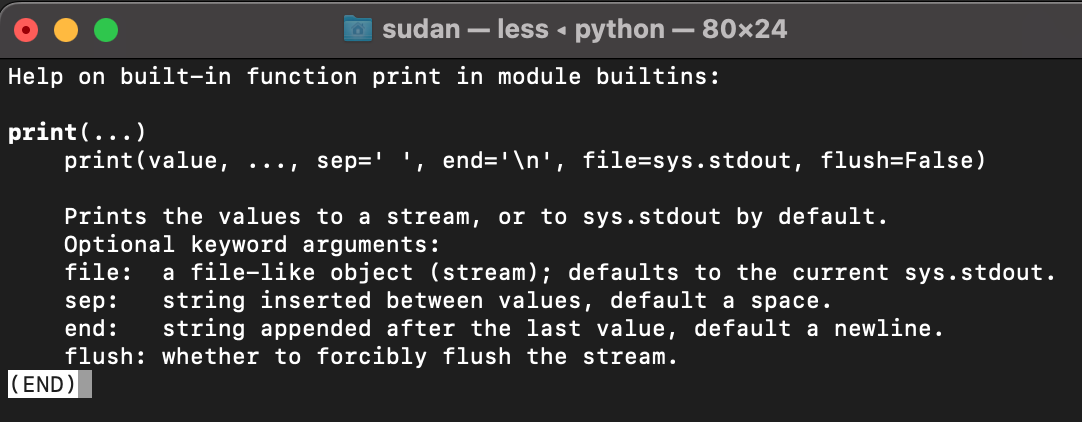 sudan — less ◂ python — 80×24
Help on built-in function print in module builtins:
print(...)
print(value, ..., sep=' ', end='\n', file=sys.stdout, flush=False)
Prints the values to a stream, or to sys.stdout by default.
Optional keyword arguments:
file:  a file-like object (stream); defaults to the current sys.stdout.
sep:   string inserted between values, default a space.
end:   string appended after the last value, default a newline.
flush: whether to forcibly flush the stream.
(END)